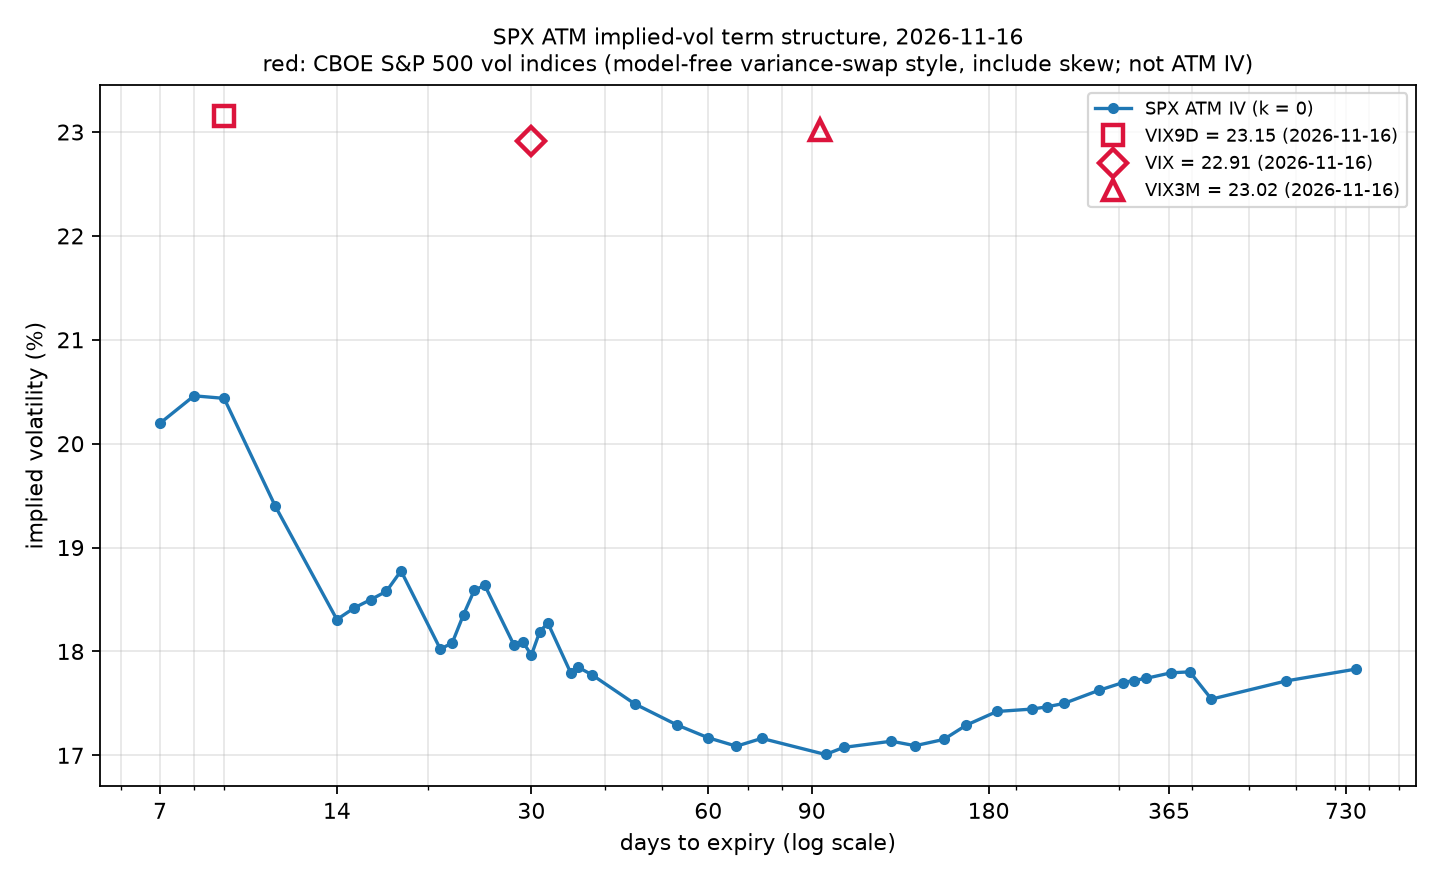 SPX ATM implied-vol term structure, 2026-11-16
red: CBOE S&P 500 vol indices (model-free variance-swap style, include skew; not ATM IV)
SPX ATM IV (k = 0)
VIX9D = 23.15 (2026-11-16)
VIX = 22.91 (2026-11-16)
VIX3M = 23.02 (2026-11-16)
implied volatility (%)
23
22
21
20
19
18
17
7 14 30 60 90 180 365 730
days to expiry (log scale)